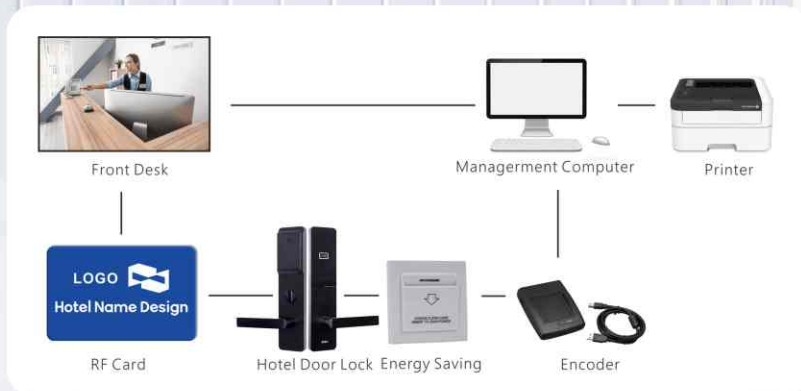 Front Desk
Managerment Computer
Printer
LOGO
Hotel Name Design
RF Card
Hotel Door Lock
Energy Saving
Encoder